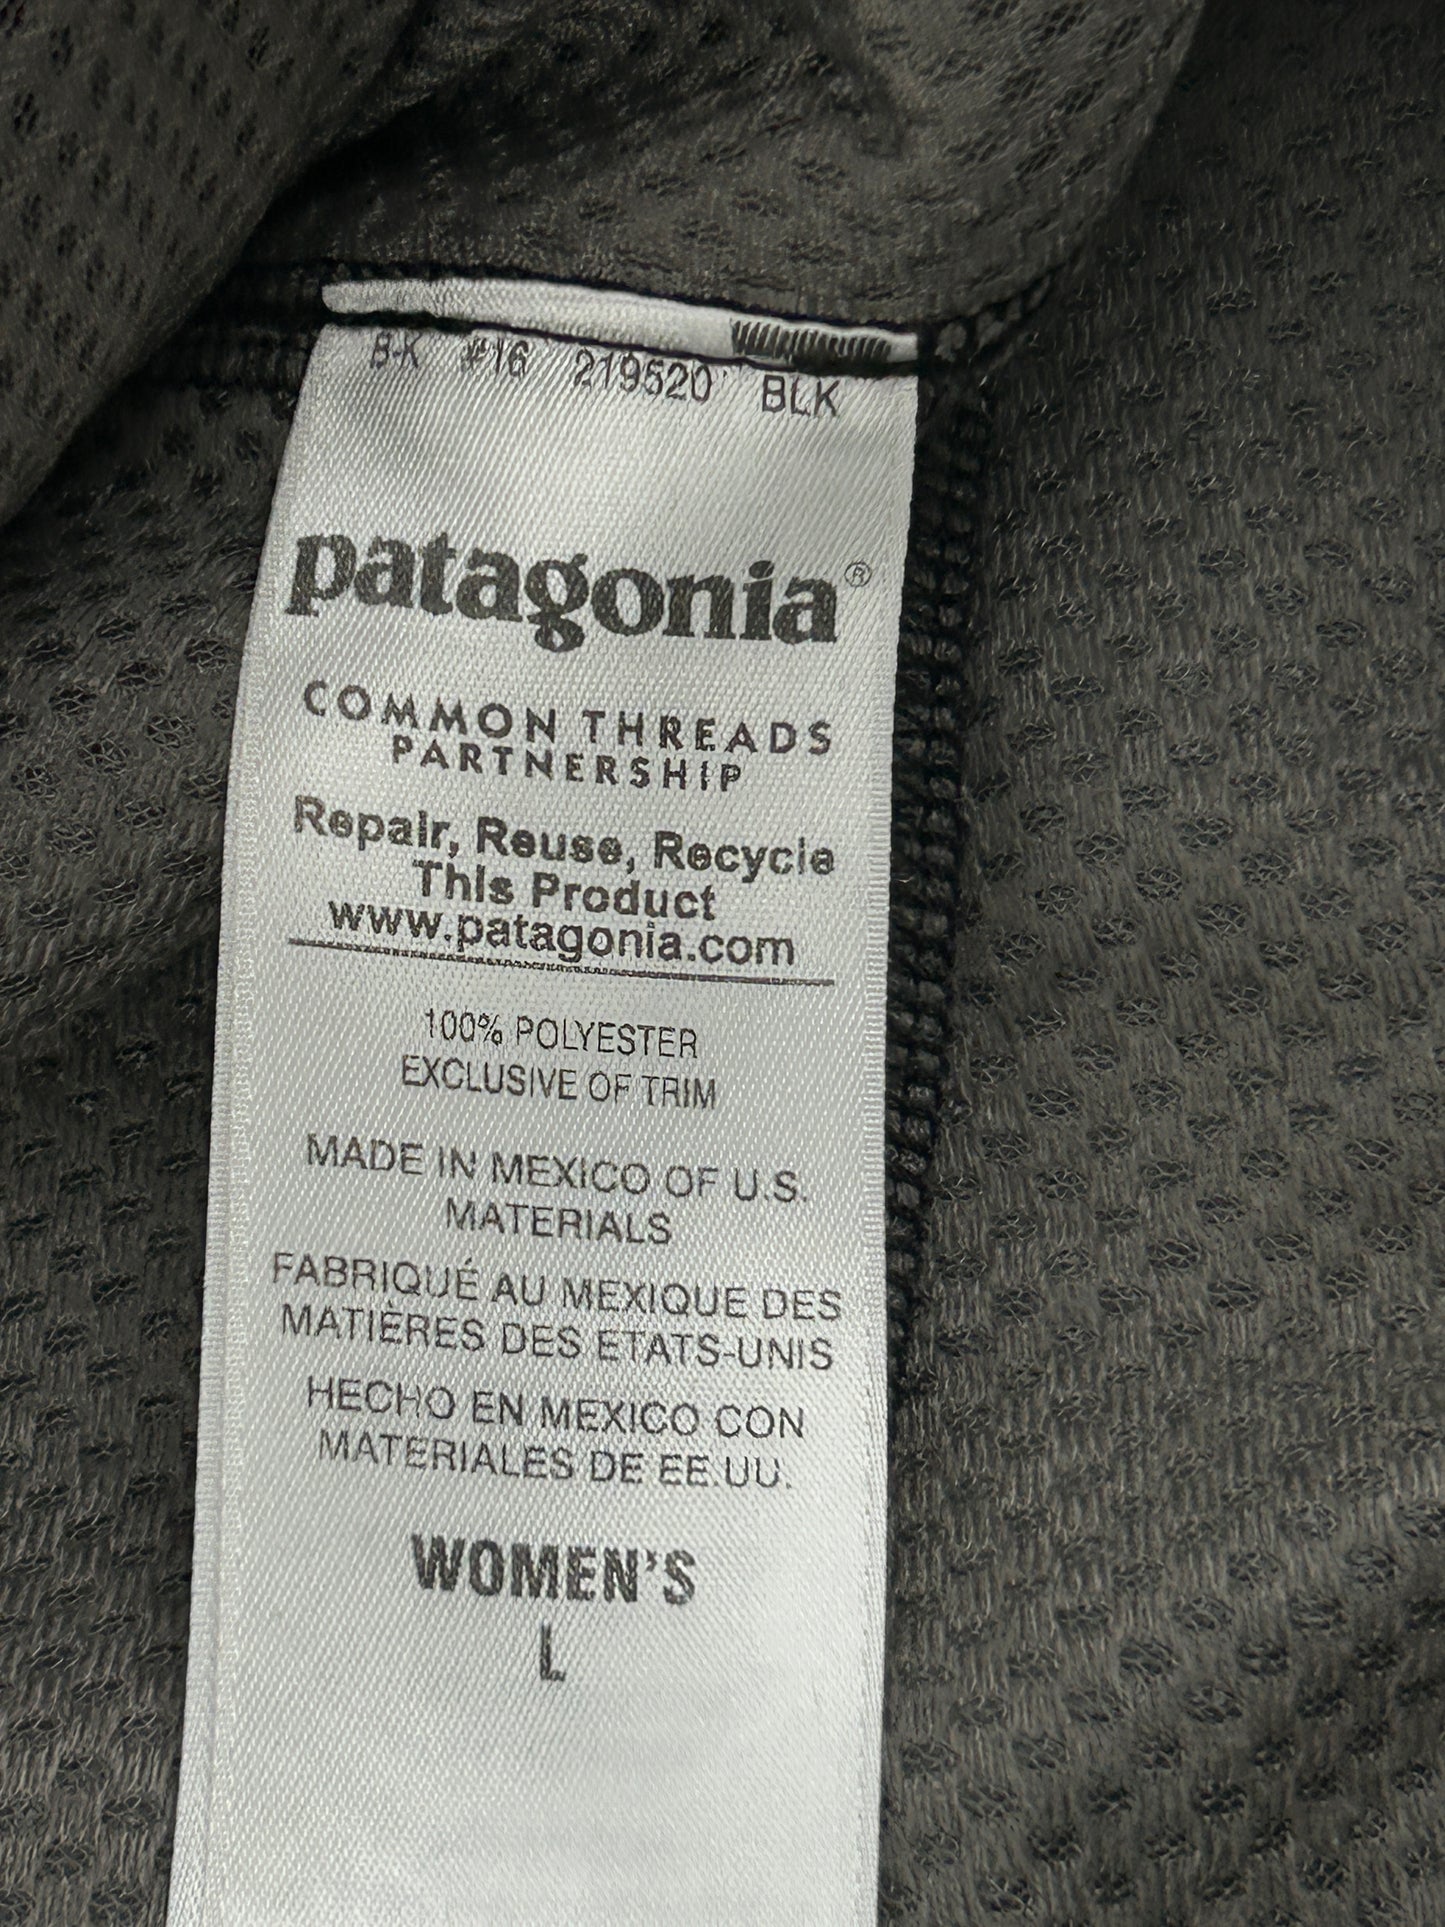 B-K #16 219520 BLK
patagonia®
COMMON THREADS
PARTNERSHIP
Repair, Reuse, Recycle
This Product
www.patagonia.com
100% POLYESTER
EXCLUSIVE OF TRIM
MADE IN MEXICO OF U.S.
MATERIALS
FABRIQUÉ AU MEXIQUE DES
MATIÈRES DES ETATS-UNIS
HECHO EN MEXICO CON
MATERIALES DE EE.UU.
WOMEN'S
L